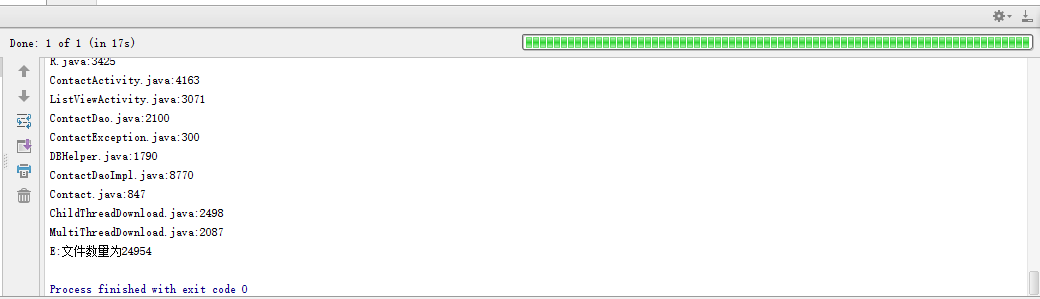 Done: 1 of 1 (in 17s)
R.java:3425
ContactActivity.java:4163
ListViewActivity.java:3071
ContactDao.java:2100
ContactException.java:300
DBHelper.java:1790
ContactDaoImpl.java:8770
Contact.java:847
ChildThreadDownload.java:2498
MultiThreadDownload.java:2087
E:文件数量为24954
Process finished with exit code 0